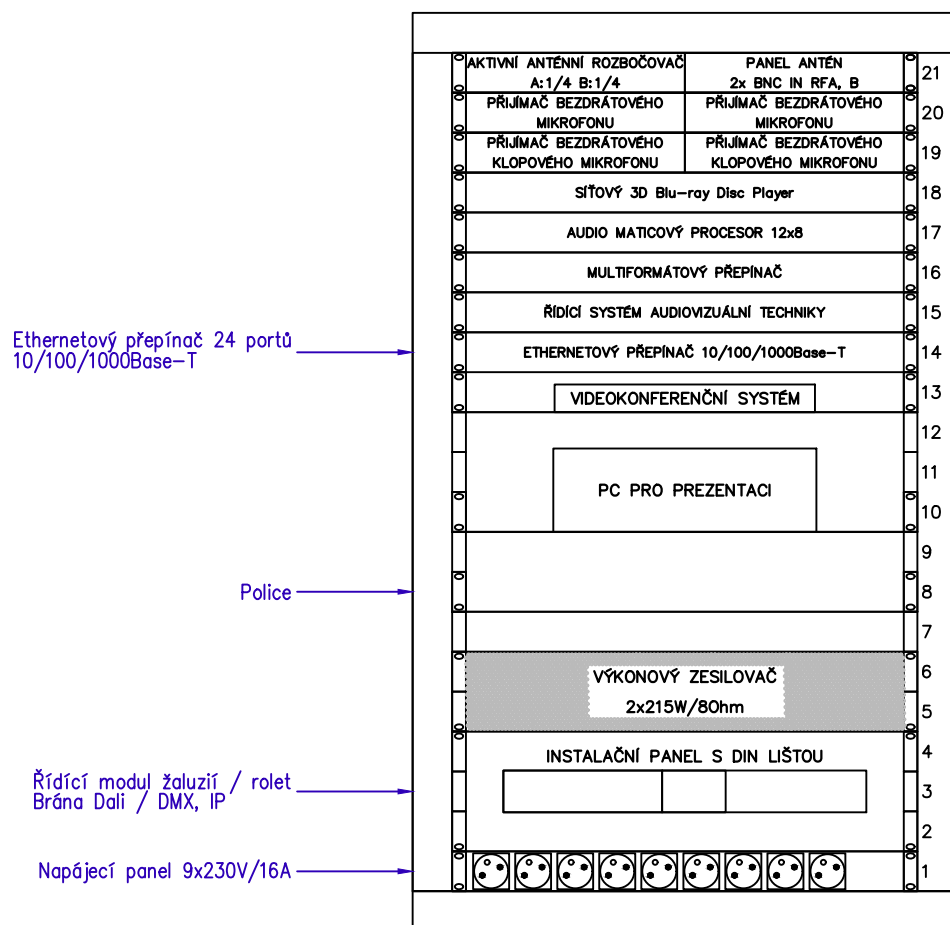 AKTIVNÍ ANTÉNNÍ ROZBOČOVAČ
A:1/4 B:1/4
PANEL ANTÉN
2x BNC IN RFA, B
21
PŘIJÍMAČ BEZDRÁTOVÉHO
MIKROFONU
PŘIJÍMAČ BEZDRÁTOVÉHO
MIKROFONU
20
PŘIJÍMAČ BEZDRÁTOVÉHO
KLOPOVÉHO MIKROFONU
PŘIJÍMAČ BEZDRÁTOVÉHO
KLOPOVÉHO MIKROFONU
19
SÍŤOVÝ 3D Blu-ray Disc Player
18
AUDIO MATICOVÝ PROCESOR 12x8
17
MULTIFORMÁTOVÝ PŘEPÍNAČ
16
ŘÍDÍCÍ SYSTÉM AUDIOVIZUÁLNÍ TECHNIKY
15
Ethernetový přepínač 24 portů
10/100/1000Base-T
ETHERNETOVÝ PŘEPÍNAČ 10/100/1000Base-T
14
VIDEOKONFERENČNÍ SYSTÉM
13
12
11
PC PRO PREZENTACI
10
9
Police
8
7
VÝKONOVÝ ZESILOVAČ
2x215W/8Ohm
6
5
INSTALAČNÍ PANEL S DIN LIŠTOU
4
Řídící modul žaluzií / rolet
Brána Dali / DMX, IP
3
2
Napájecí panel 9x230V/16A
1